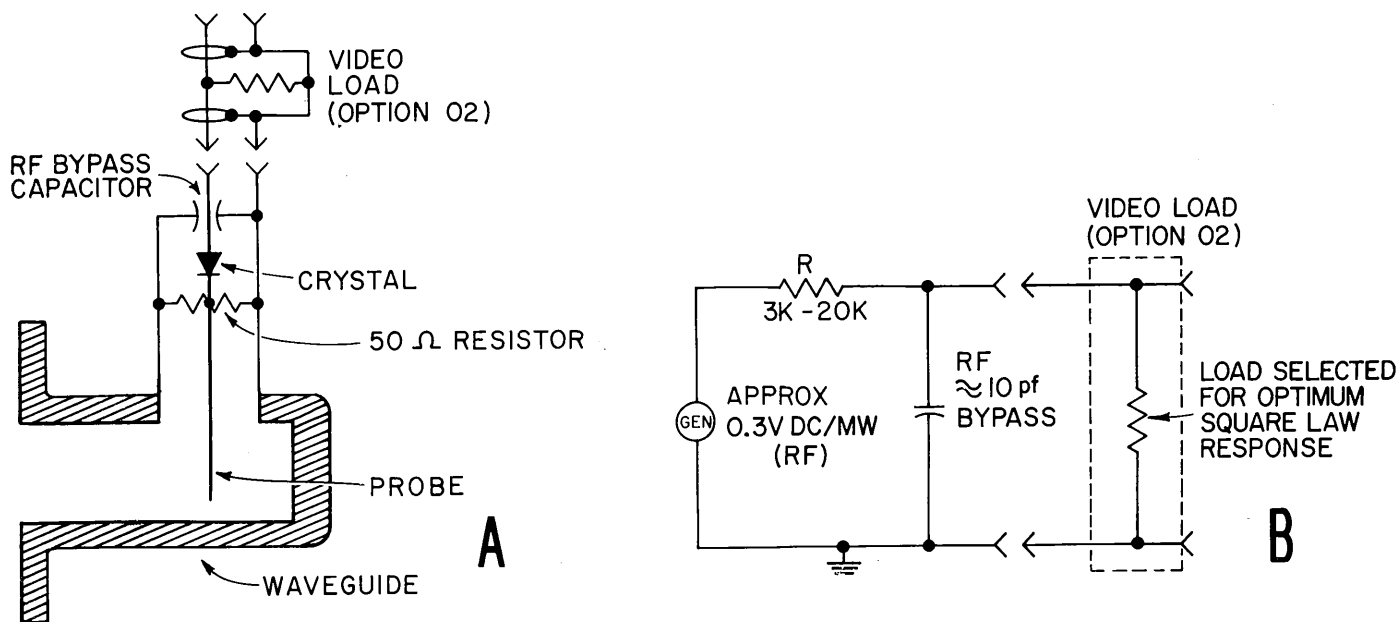 VIDEO
LOAD
(OPTION 02)
RF BYPASS
CAPACITOR
CRYSTAL
50 Ω RESISTOR
PROBE
WAVEGUIDE
A
VIDEO LOAD
(OPTION 02)
R
3K-20K
GEN
APPROX
0.3V DC/MW
(RF)
RF
≈10 pf
BYPASS
LOAD SELECTED
FOR OPTIMUM
SQUARE LAW
RESPONSE
B